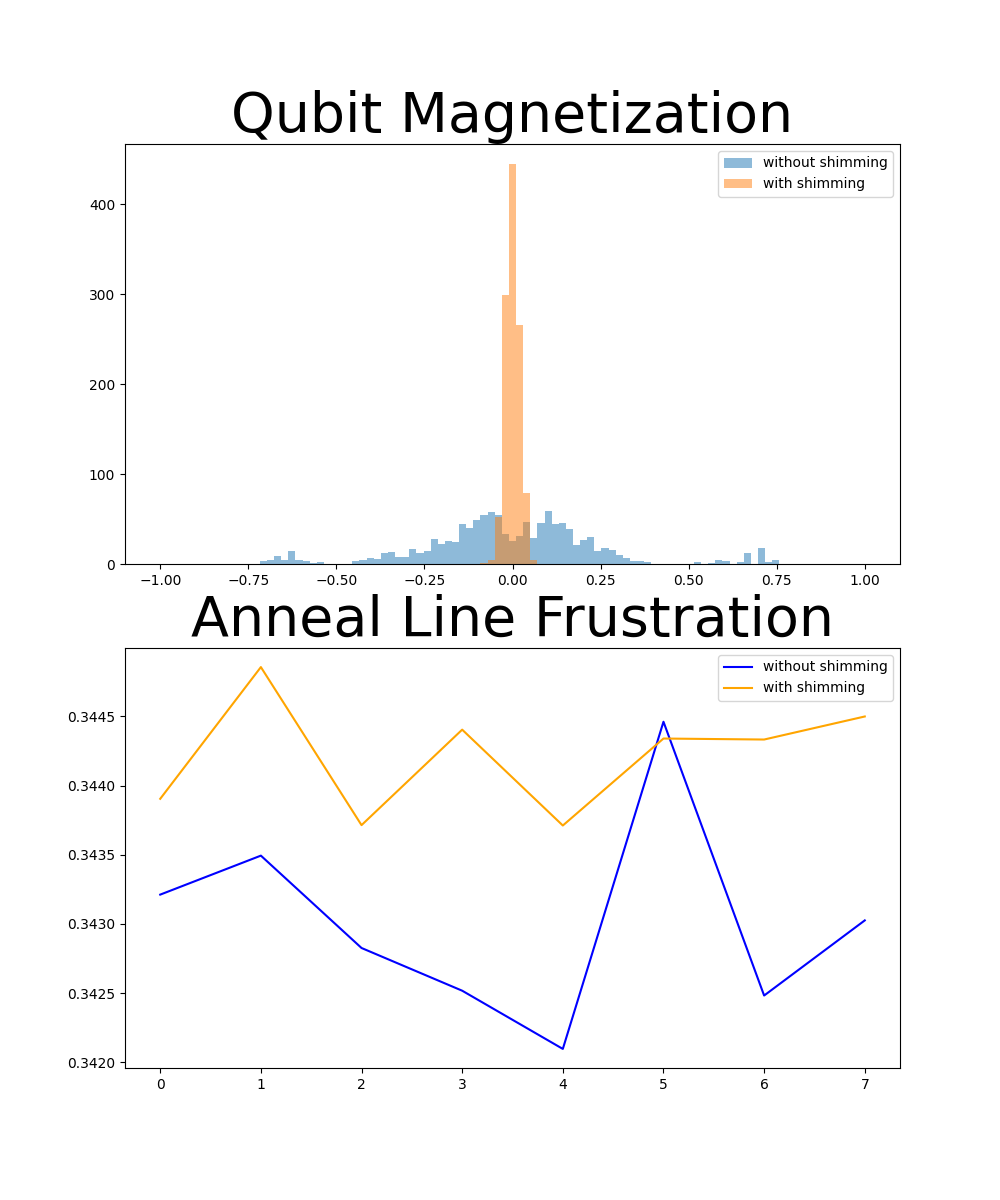 Qubit Magnetization
without shimming
with shimming
400
300
200
100
0
−1.00 −0.75 −0.50 −0.25 0.00 0.25 0.50 0.75 1.00
Anneal Line Frustration
without shimming
with shimming
0.3445
0.3440
0.3435
0.3430
0.3425
0.3420
0 1 2 3 4 5 6 7